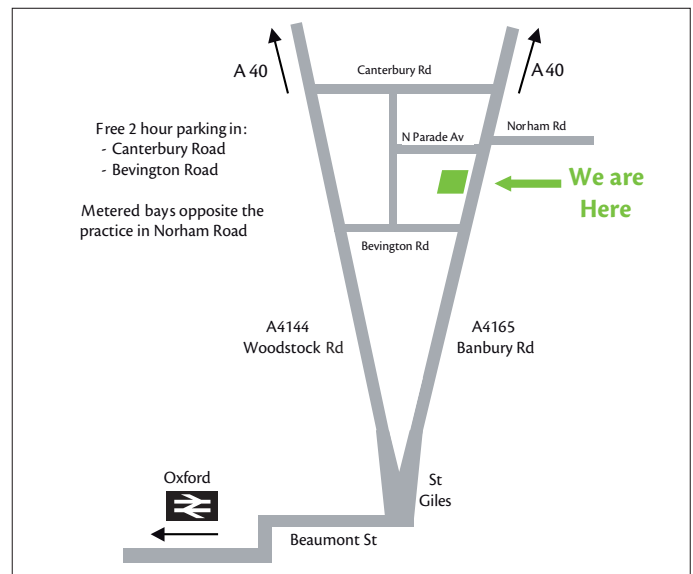 A 40
Canterbury Rd
A 40
Free 2 hour parking in:
- Canterbury Road
- Bevington Road
N Parade Av
Norham Rd
We are
Here
Metered bays opposite the
practice in Norham Road
Bevington Rd
A4144
Woodstock Rd
A4165
Banbury Rd
Oxford
St
Giles
Beaumont St